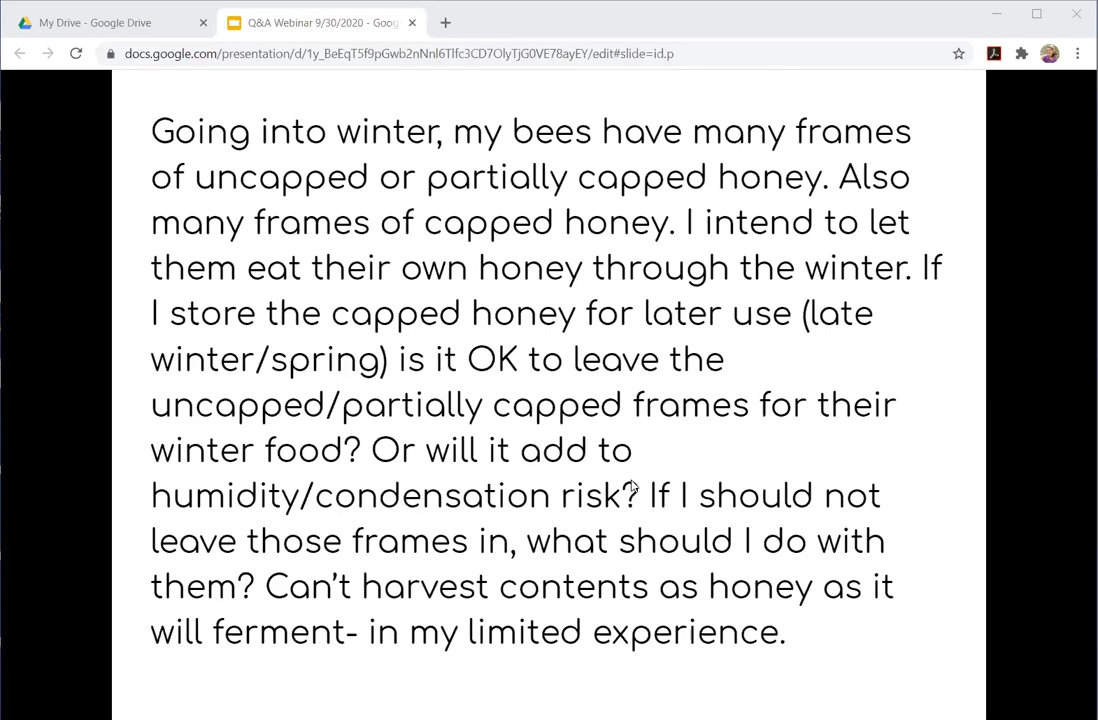 My Drive - Google Drive
Q&A Webinar 9/30/2020 - Goog
docs.google.com/presentation/d/1y_BeEqT5f9pGwb2nNnl6Tlfc3CD7OlyTjG0VE78ayEY/edit#slide=id.p
Going into winter, my bees have many frames
of uncapped or partially capped honey. Also
many frames of capped honey. I intend to let
them eat their own honey through the winter. If
I store the capped honey for later use (late
winter/spring) is it OK to leave the
uncapped/partially capped frames for their
winter food? Or will it add to
humidity/condensation risk? If I should not
leave those frames in, what should I do with
them? Can't harvest contents as honey as it
will ferment- in my limited experience.